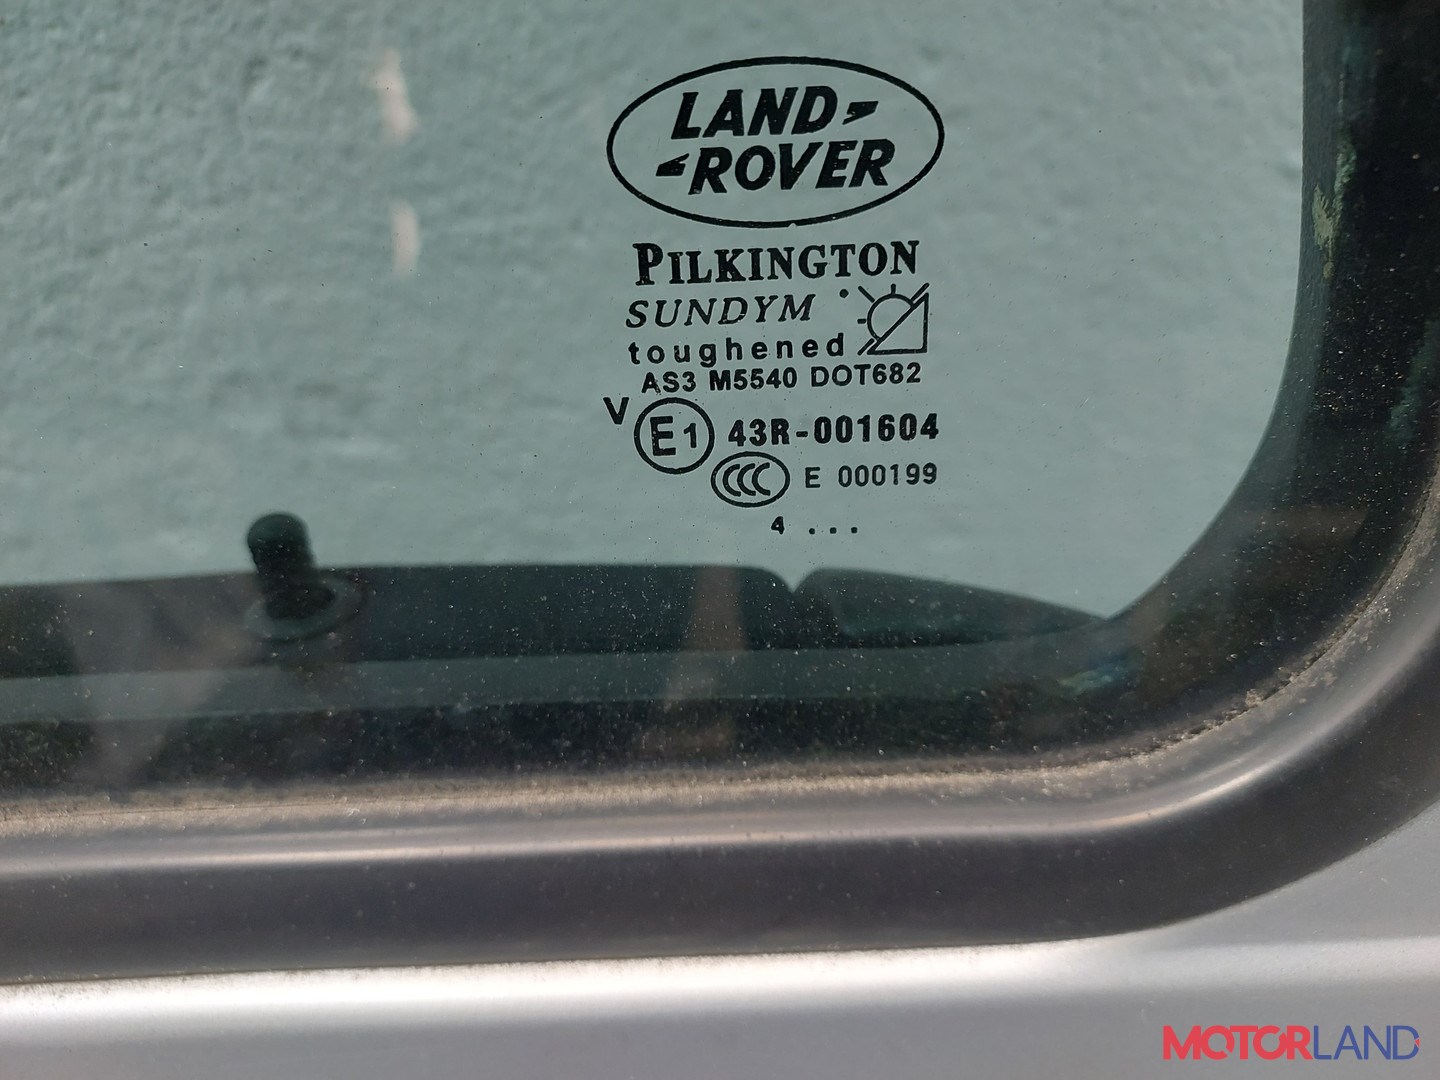 LAND
ROVER
PILKINGTON
SUNDYM
toughened
AS3 M5540 DOT682
V E1 43R-001604
CCC E 000199
4 ...
MOTORLAND